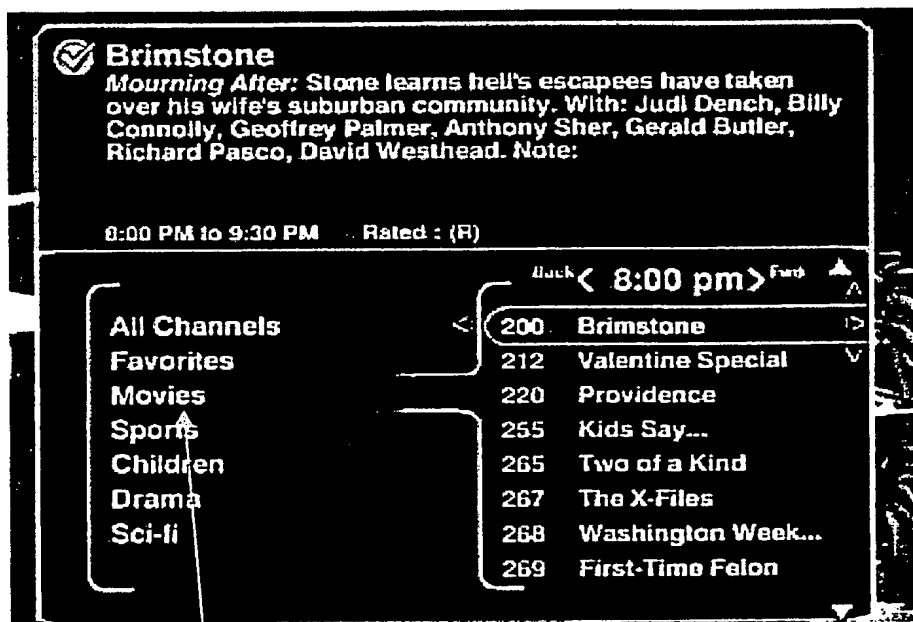 Brimstone
Mourning After: Stone learns hell's escapees have taken
over his wife's suburban community. With: Judi Dench, Billy
Connolly, Geoffrey Palmer, Anthony Sher, Gerald Butler,
Richard Pasco, David Westhead. Note:
8:00 PM to 9:30 PM Rated : (R)
Back < 8:00 pm > Fwd
All Channels
Favorites
Movies
Sports
Children
Drama
Sci-fi
200 Brimstone
212 Valentine Special
220 Providence
255 Kids Say...
265 Two of a Kind
267 The X-Files
268 Washington Week...
269 First-Time Felon